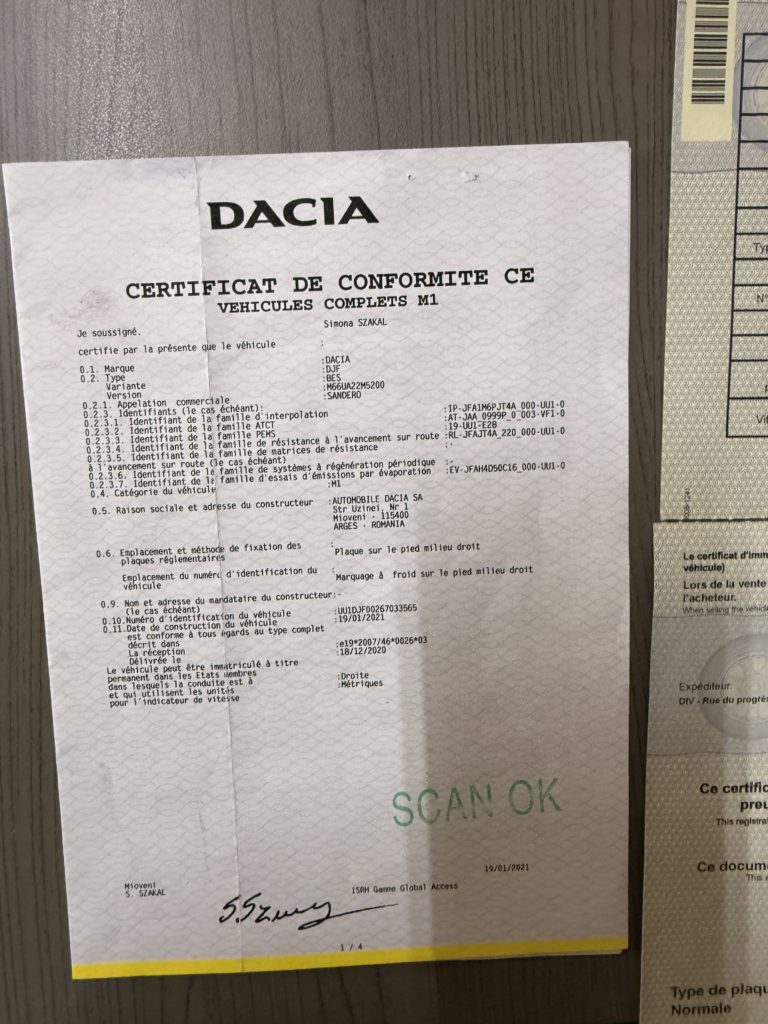 DACIA
CERTIFICAT DE CONFORMITE CE
VEHICULES COMPLETS M1
Je soussigné. Simona SZAKAL
certifie par la présente que le véhicule :
0.1. Marque :DACIA
0.2. Type :DJF
Variante :BES
Version :M66UA22M5200
0.2.1. Appelation commerciale :SANDERO
0.2.3. Identifiants (le cas échéant):
0.2.3.1. Identifiant de la famille d'interpolation :IP-JFA1M6PJT4A_000-UU1-0
0.2.3.2. Identifiant de la famille ATCT :AT-JAA_0999P_0_003-VF1-0
0.2.3.3. Identifiant de la famille PEMS :19-UU1-E2B
0.2.3.4. Identifiant de la famille de résistance à l'avancement sur route :RL-JFAJT4A_220_000-UU1-0
0.2.3.5. Identifiant de la famille de matrices de résistance :-
à l'avancement sur route (le cas échéant)
0.2.3.6. Identifiant de la famille de systèmes à régénération périodique :-
0.2.3.7. Identifiant de la famille d'essais d'émissions par évaporation :EV-JFAH4D50C16_000-UU1-0
0.4. Catégorie du véhicule :M1
0.5. Raison sociale et adresse du constructeur :AUTOMOBILE DACIA SA
Str Uzinei, Nr 1
Mioveni - 115400
ARGES - ROMANIA
0.6. Emplacement et méthode de fixation des :Plaque sur le pied milieu droit
plaques réglementaires
Emplacement du numéro d'identification du :Marquage à froid sur le pied milieu droit
véhicule
0.9. Nom et adresse du mandataire du constructeur:-
(le cas échéant)
0.10.Numéro d'identification du véhicule :UU1DJF00267033565
0.11.Date de construction du véhicule :19/01/2021
est conforme à tous égards au type complet
décrit dans
La réception :e19*2007/46*0026*03
Délivrée le :18/12/2020
Le véhicule peut être immatriculé à titre
permanent dans les Etats membres
dans lesquels la conduite est à :Droite
et qui utilisent les unités :Métriques
pour l'indicateur de vitesse
SCAN OK
19/01/2021
Mioveni
S. SZAKAL
ISRH Gamme Global Access
S.Szakal
1 / 4
Typ
N°
Vit
Le certificat d'imm
véhicule)
Lors de la vente
l'acheteur.
When selling the vehicle
Expéditeur:
DIV - Rue du progrè
Ce certific
preu
This registra
Ce docum
This
Type de plaqu
Normale